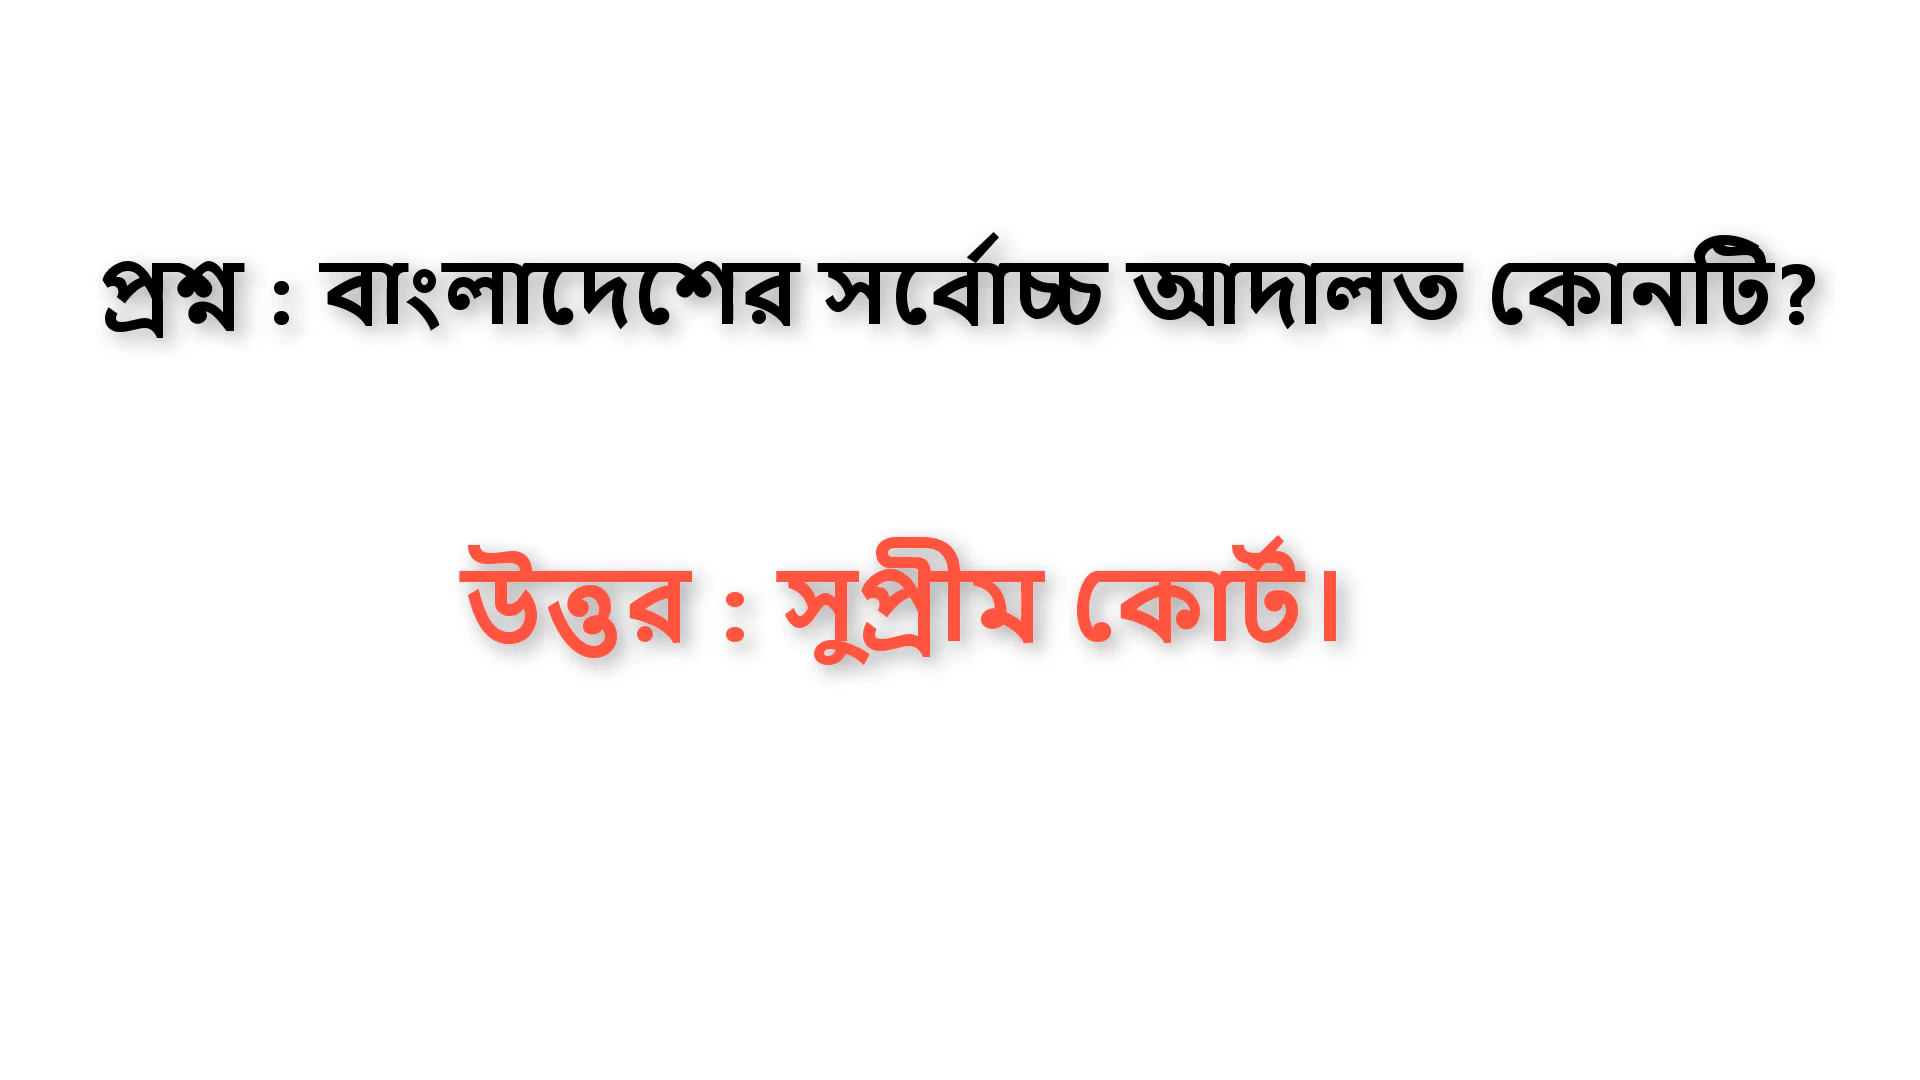 প্রশ্ন : বাংলাদেশের সর্বোচ্চ আদালত কোনটি?
উত্তর : সুপ্রীম কোর্ট।